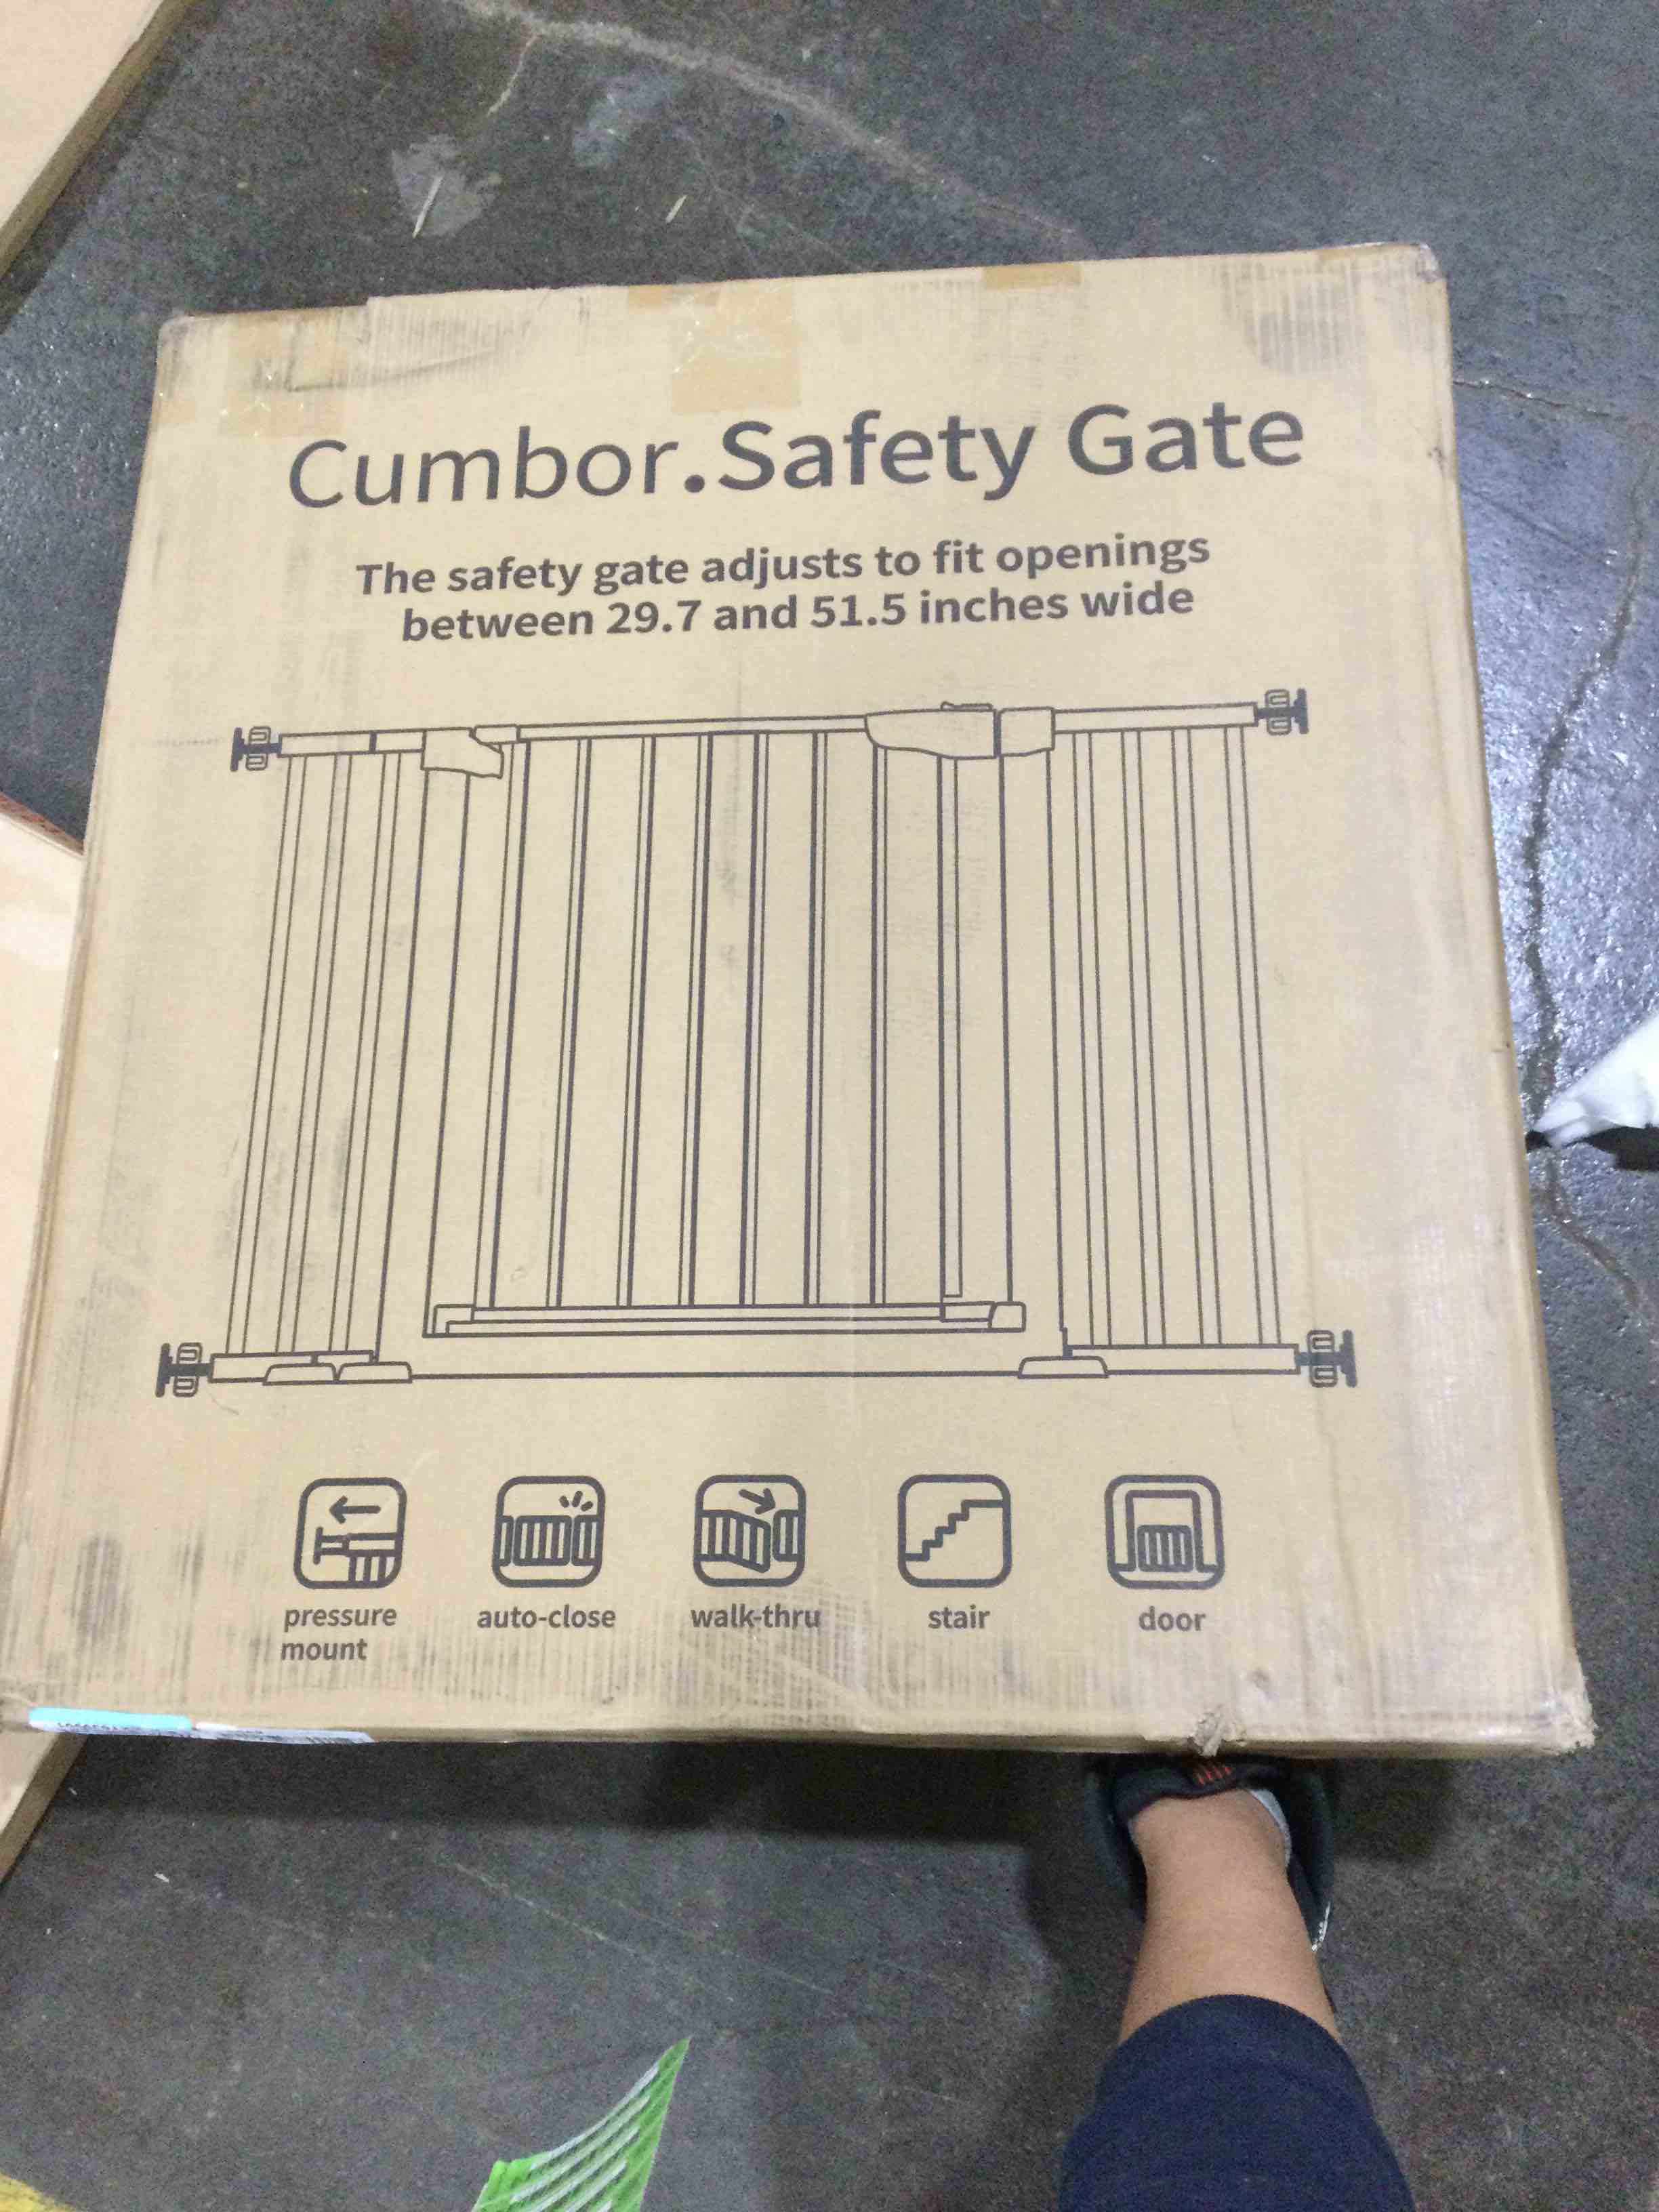 Cumbor.Safety Gate
The safety gate adjusts to fit openings
between 29.7 and 51.5 inches wide
pressure
mount
auto-close
walk-thru
stair
door